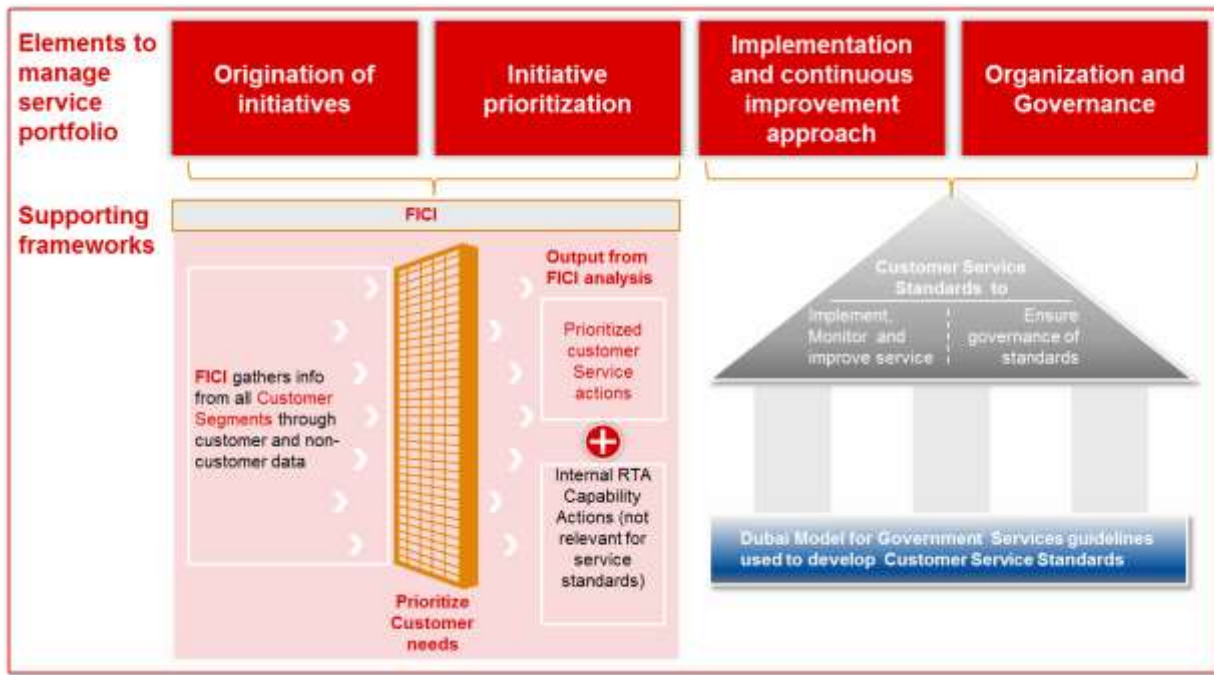 Elements to
manage
service
portfolio
Origination of
initiatives
Initiative
prioritization
Implementation
and continuous
improvement
approach
Organization and
Governance
Supporting
frameworks
FICI
FICI gathers info
from all Customer
Segments through
customer and non-
customer data
Prioritize
Customer
needs
Output from
FICI analysis
Prioritized
customer
Service
actions
Internal RTA
Capability
Actions (not
relevant for
service
standards)
Customer Service
Standards to
Implement,
Monitor and
improve service
Ensure
governance of
standards
Dubai Model for Government Services guidelines
used to develop Customer Service Standards